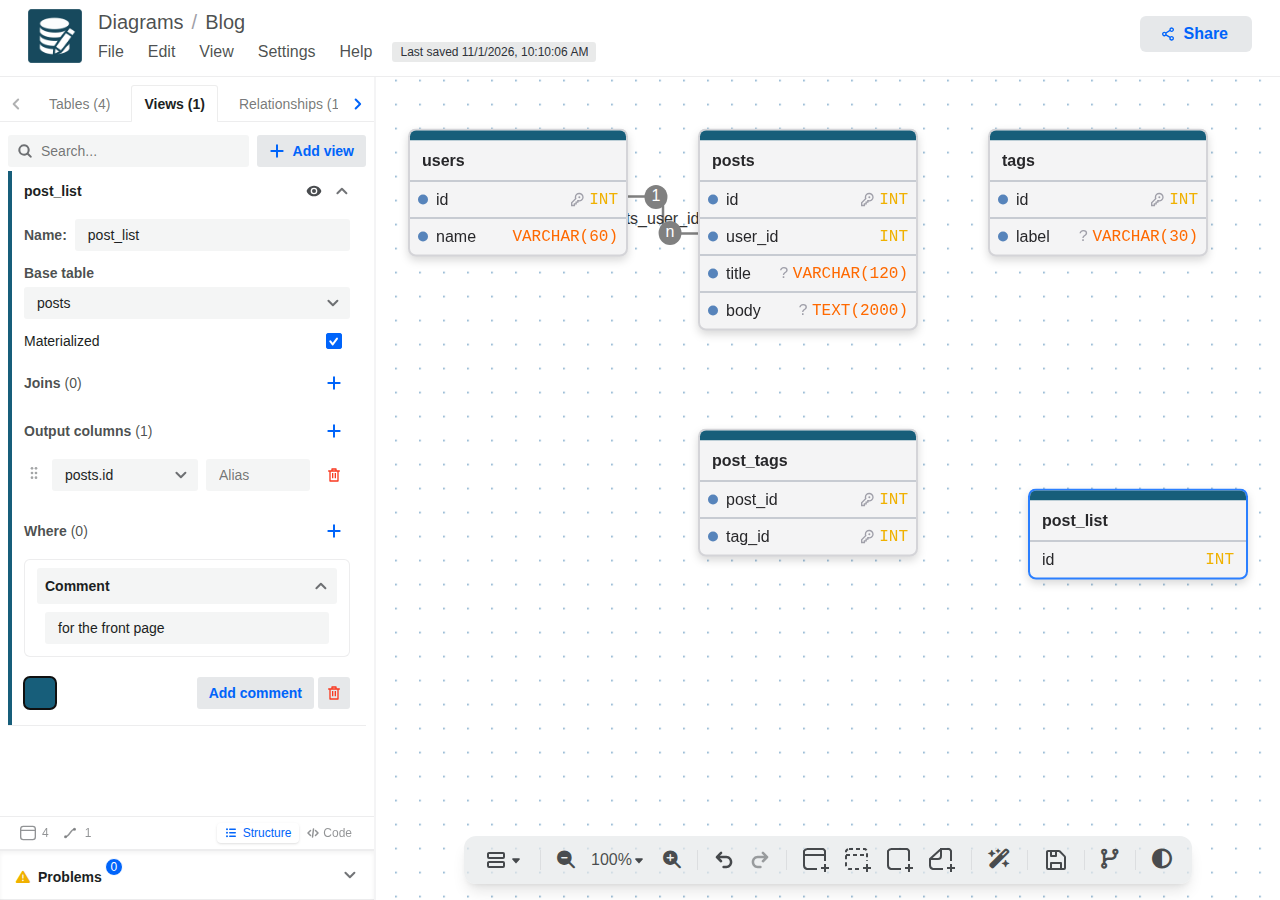 Diagrams / Blog
File Edit View Settings Help Last saved 11/1/2026, 10:10:06 AM
Share
Tables (4) Views (1) Relationships (1
Search... Add view
post_list
Name: post_list
Base table
posts
Materialized
Joins (0)
Output columns (1)
posts.id Alias
Where (0)
Comment
for the front page
Add comment
4 1 Structure Code
Problems 0
users
id INT
name VARCHAR(60)
1
ts_user_id
n
posts
id INT
user_id INT
title ? VARCHAR(120)
body ? TEXT(2000)
tags
id INT
label ? VARCHAR(30)
post_tags
post_id INT
tag_id INT
post_list
id INT
100%